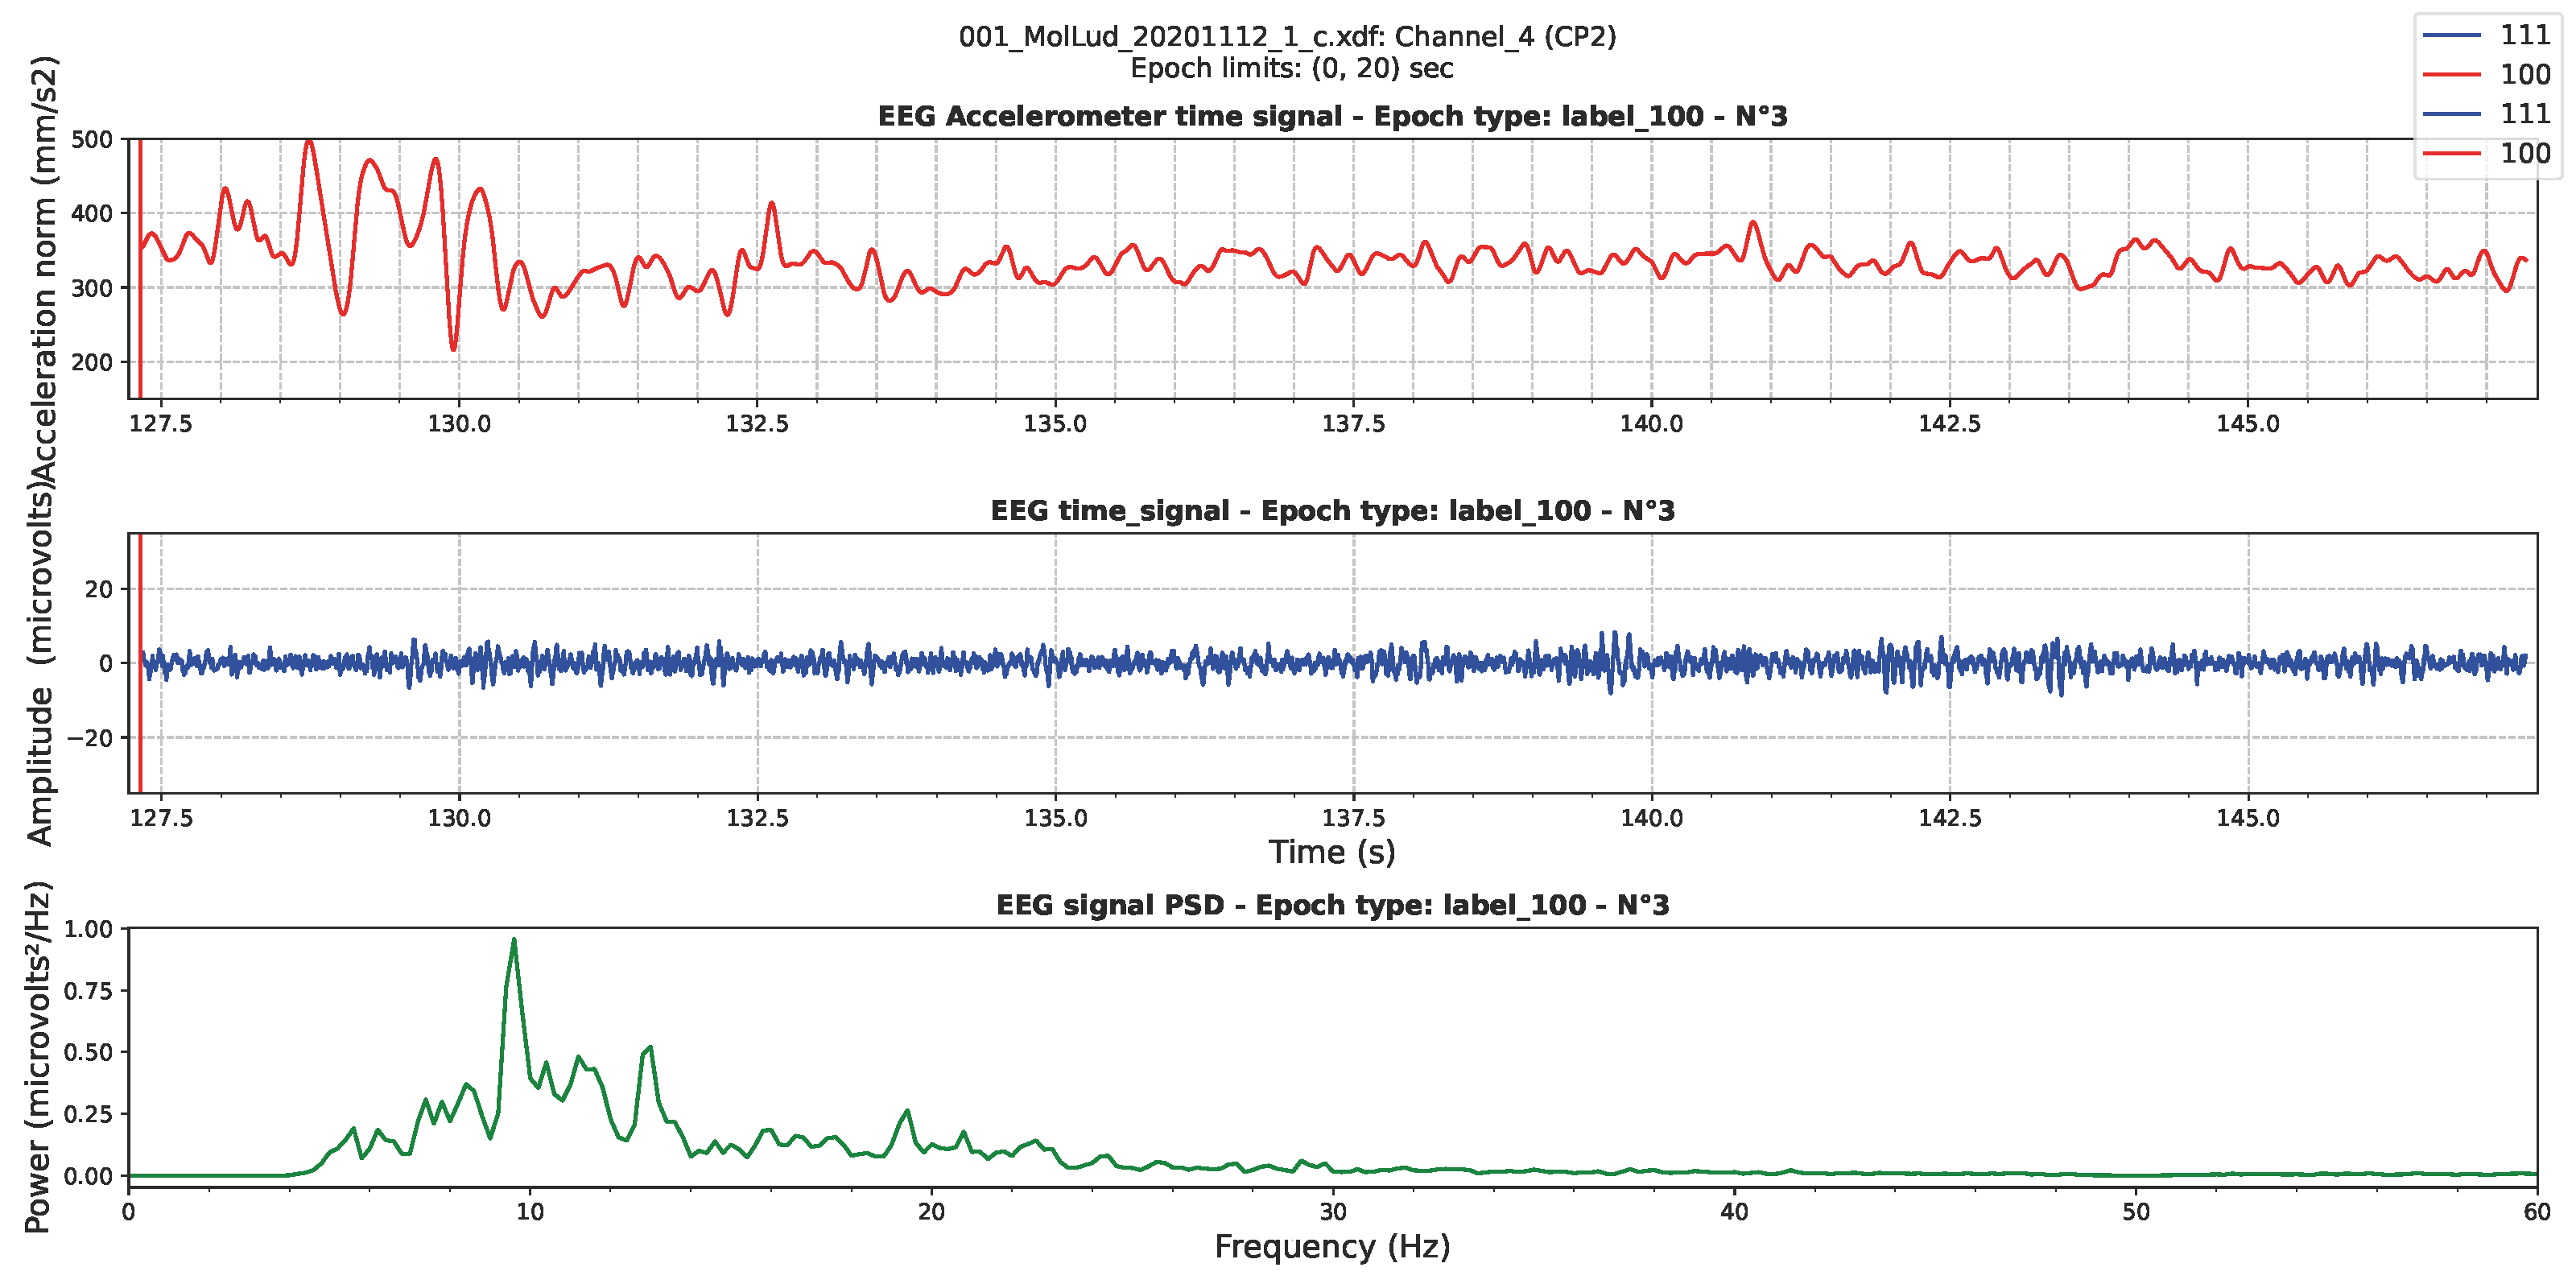 001_MolLud_20201112_1_c.xdf: Channel_4 (CP2)
Epoch limits: (0, 20) sec
111
100
111
100
EEG Accelerometer time signal - Epoch type: label_100 - N°3
Acceleration norm (mm/s2)
500
400
300
200
127.5 130.0 132.5 135.0 137.5 140.0 142.5 145.0
EEG time_signal - Epoch type: label_100 - N°3
Amplitude (microvolts)
20
0
−20
127.5 130.0 132.5 135.0 137.5 140.0 142.5 145.0
Time (s)
EEG signal PSD - Epoch type: label_100 - N°3
Power (microvolts²/Hz)
1.00
0.75
0.50
0.25
0.00
0 10 20 30 40 50 60
Frequency (Hz)